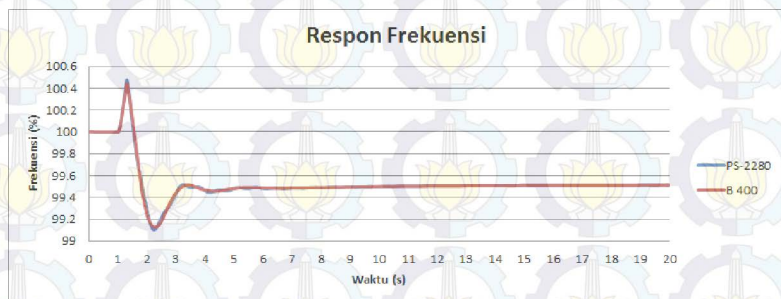 Respon Frekuensi
Frekuensi (%)
100.6
100.4
100.2
100
99.8
99.6
99.4
99.2
99
0 1 2 3 4 5 6 7 8 9 10 11 12 13 14 15 16 17 18 19 20
Waktu (s)
PS-2280
B 400